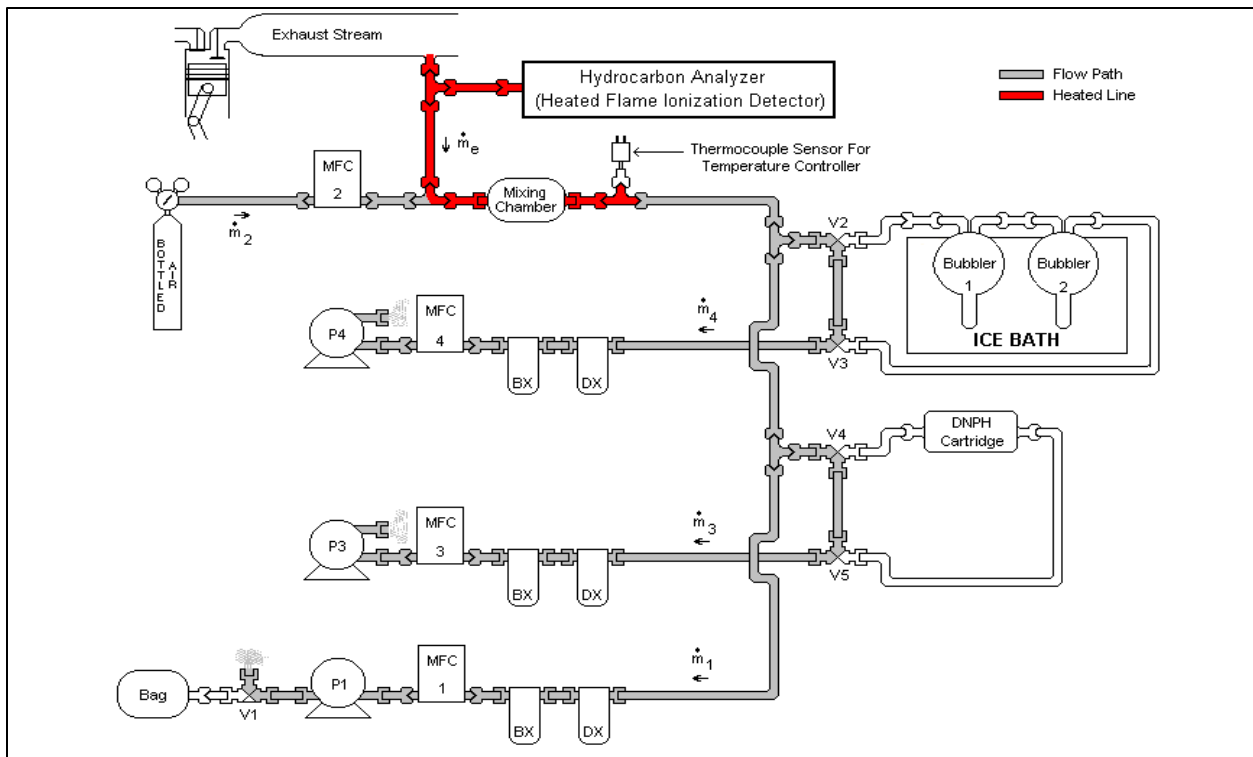 Exhaust Stream
Hydrocarbon Analyzer
(Heated Flame Ionization Detector)
Flow Path
Heated Line
ṁe
Thermocouple Sensor For
Temperature Controller
MFC
2
Mixing
Chamber
ṁ2
BOTTLED
AIR
V2
Bubbler
1
Bubbler
2
ICE BATH
V3
ṁ4
P4
MFC
4
BX
DX
V4
DNPH
Cartridge
V5
ṁ3
P3
MFC
3
BX
DX
ṁ1
Bag
V1
P1
MFC
1
BX
DX